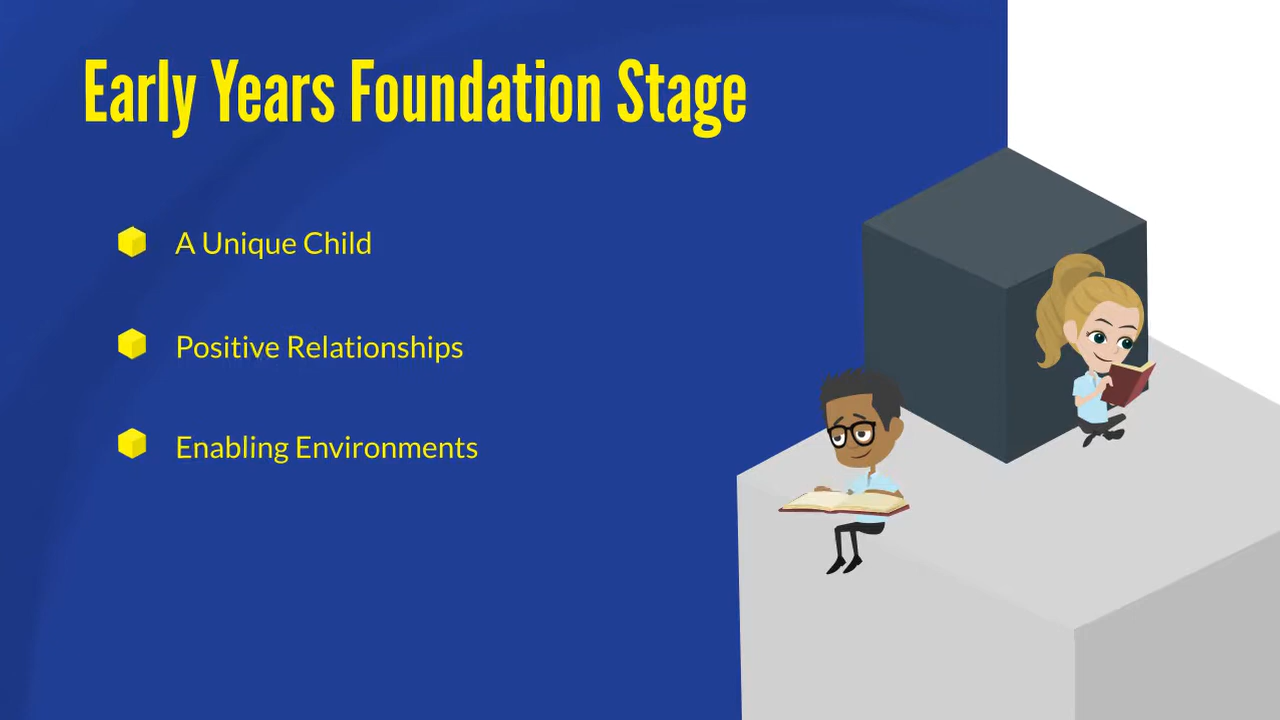 Early Years Foundation Stage
A Unique Child
Positive Relationships
Enabling Environments